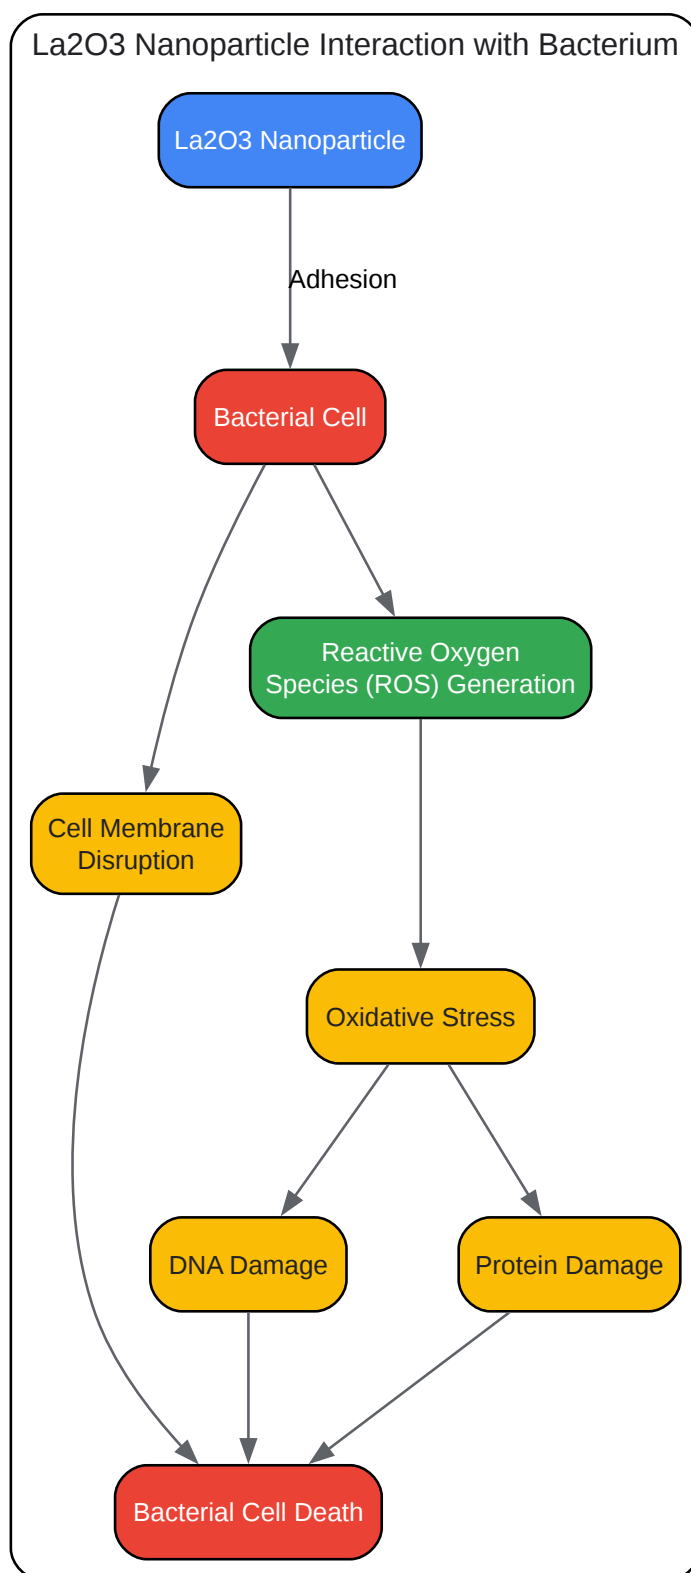 La2O3 Nanoparticle Interaction with Bacterium
La2O3 Nanoparticle
Adhesion
Bacterial Cell
Reactive Oxygen
Species (ROS) Generation
Cell Membrane
Disruption
Oxidative Stress
DNA Damage
Protein Damage
Bacterial Cell Death